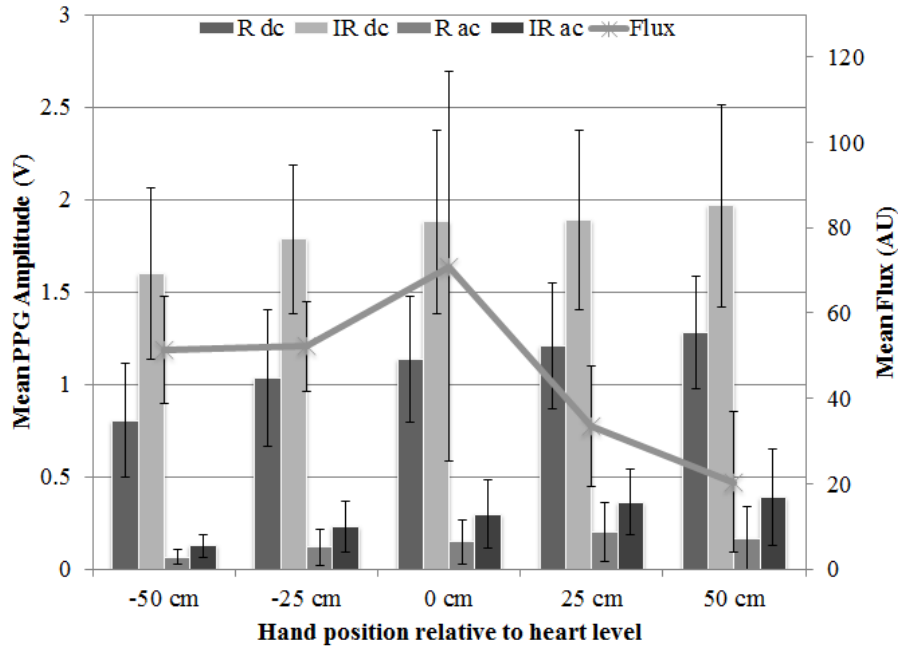 R dc IR dc R ac IR ac Flux
Mean PPG Amplitude (V)
3
2.5
2
1.5
1
0.5
0
120
100
80
60
40
20
0
Mean Flux (AU)
-50 cm -25 cm 0 cm 25 cm 50 cm
Hand position relative to heart level